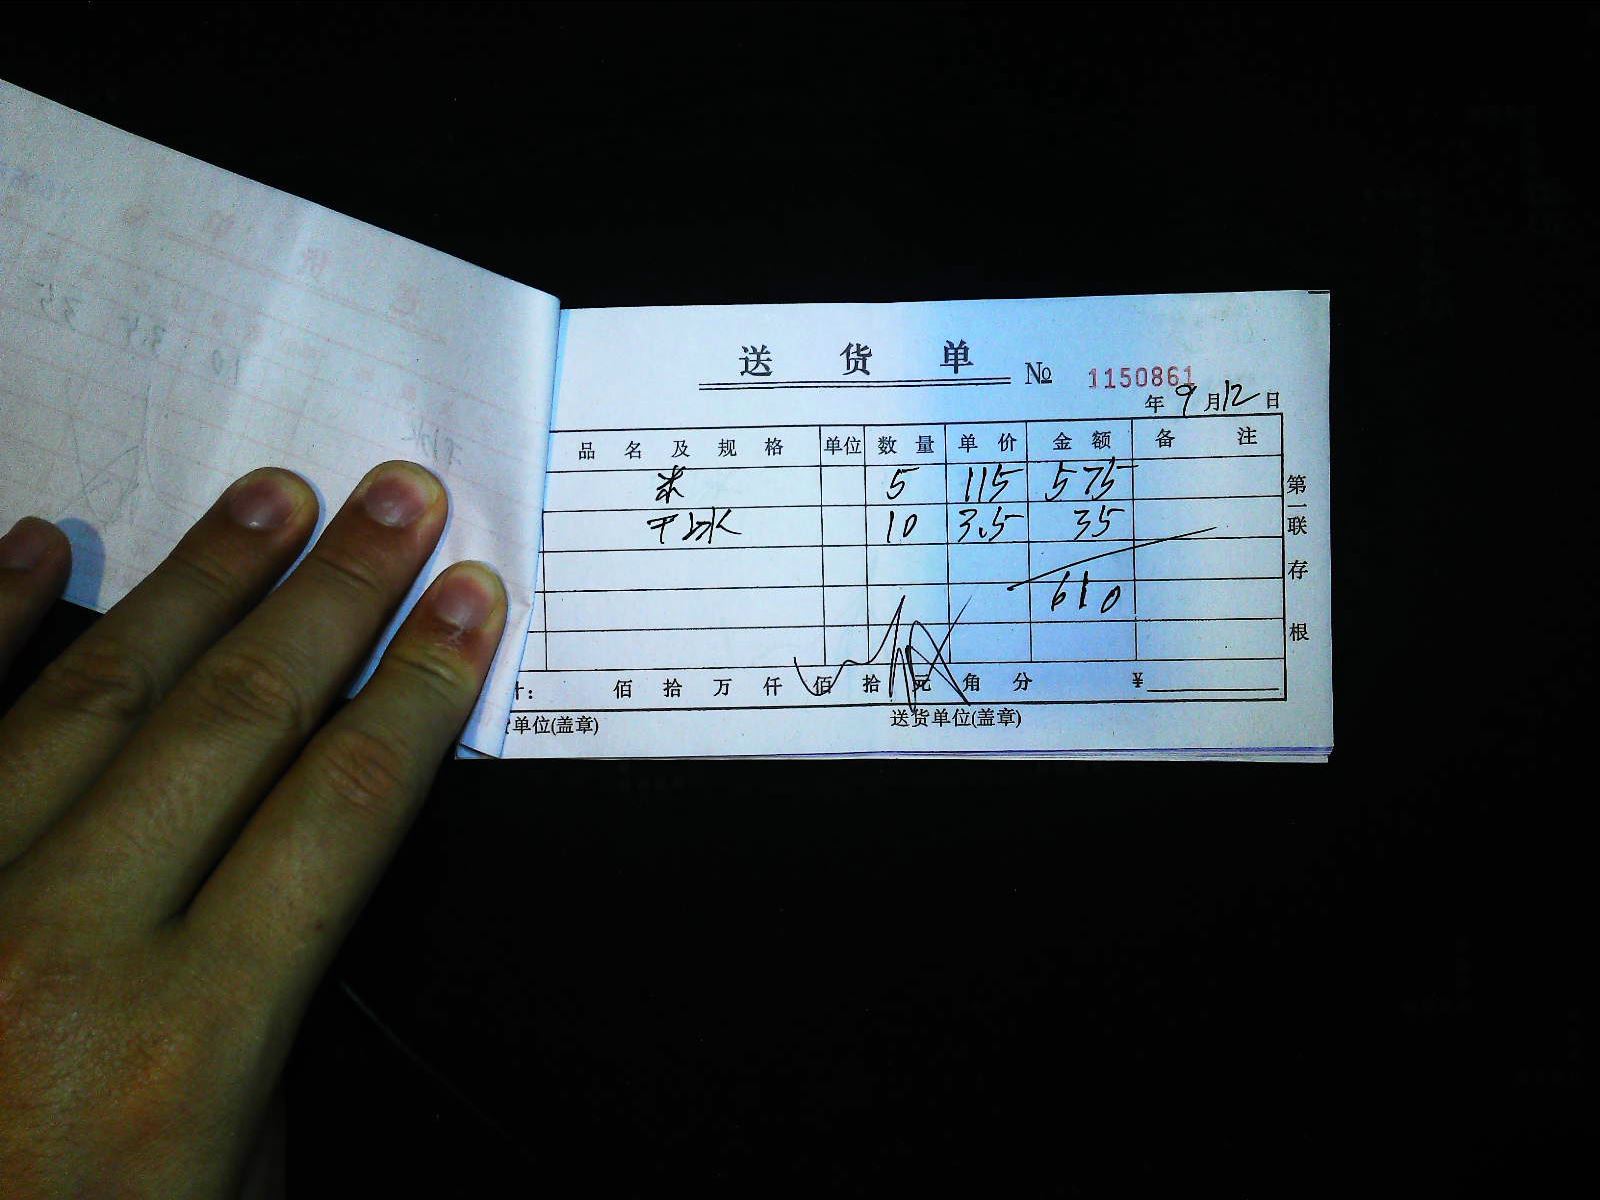 送 货 单 № 1150861
年 9 月 12 日
品 名 及 规 格 单位 数 量 单 价 金 额 备 注
米 5 115 575
干冰 10 3.5 35
610
计: 佰 拾 万 仟 佰 拾 元 角 分 ¥
单位(盖章) 送货单位(盖章)
第一联 存根